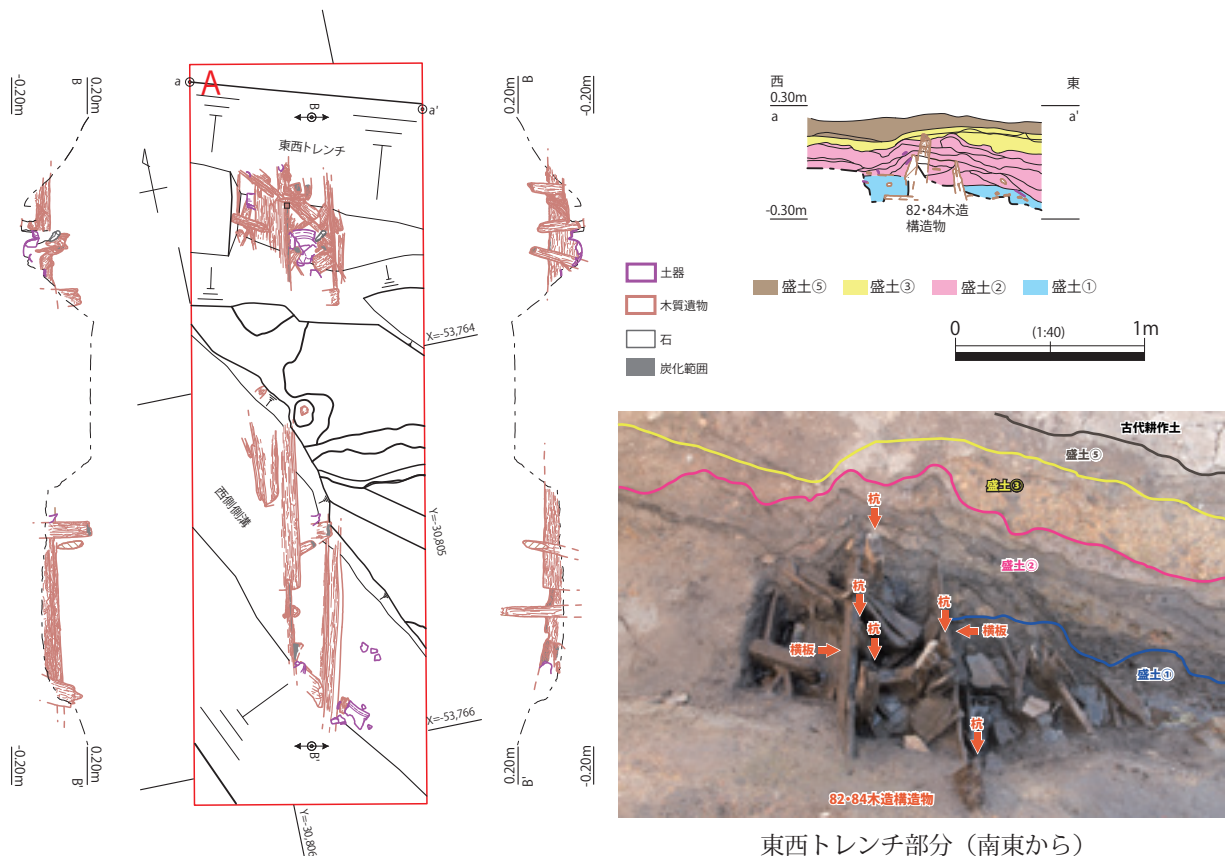 -0.20m
B
0.20m
A
a
a'
B
東西トレンチ
0.20m
B
-0.20m
X=-53,764
西側側溝
Y=-30,805
X=-53,766
B'
Y=-30,806
-0.20m
B'
0.20m
0.20m
B'
-0.20m
西
東
0.30m
a
a'
-0.30m
82・84木造
構造物
土器
木質遺物
石
炭化範囲
盛土⑤
盛土③
盛土②
盛土①
0
(1:40)
1m
古代耕作土
盛土⑤
盛土③
杭
盛土②
杭
杭
杭
横板
横板
盛土①
杭
82・84木造構造物
東西トレンチ部分（南東から）